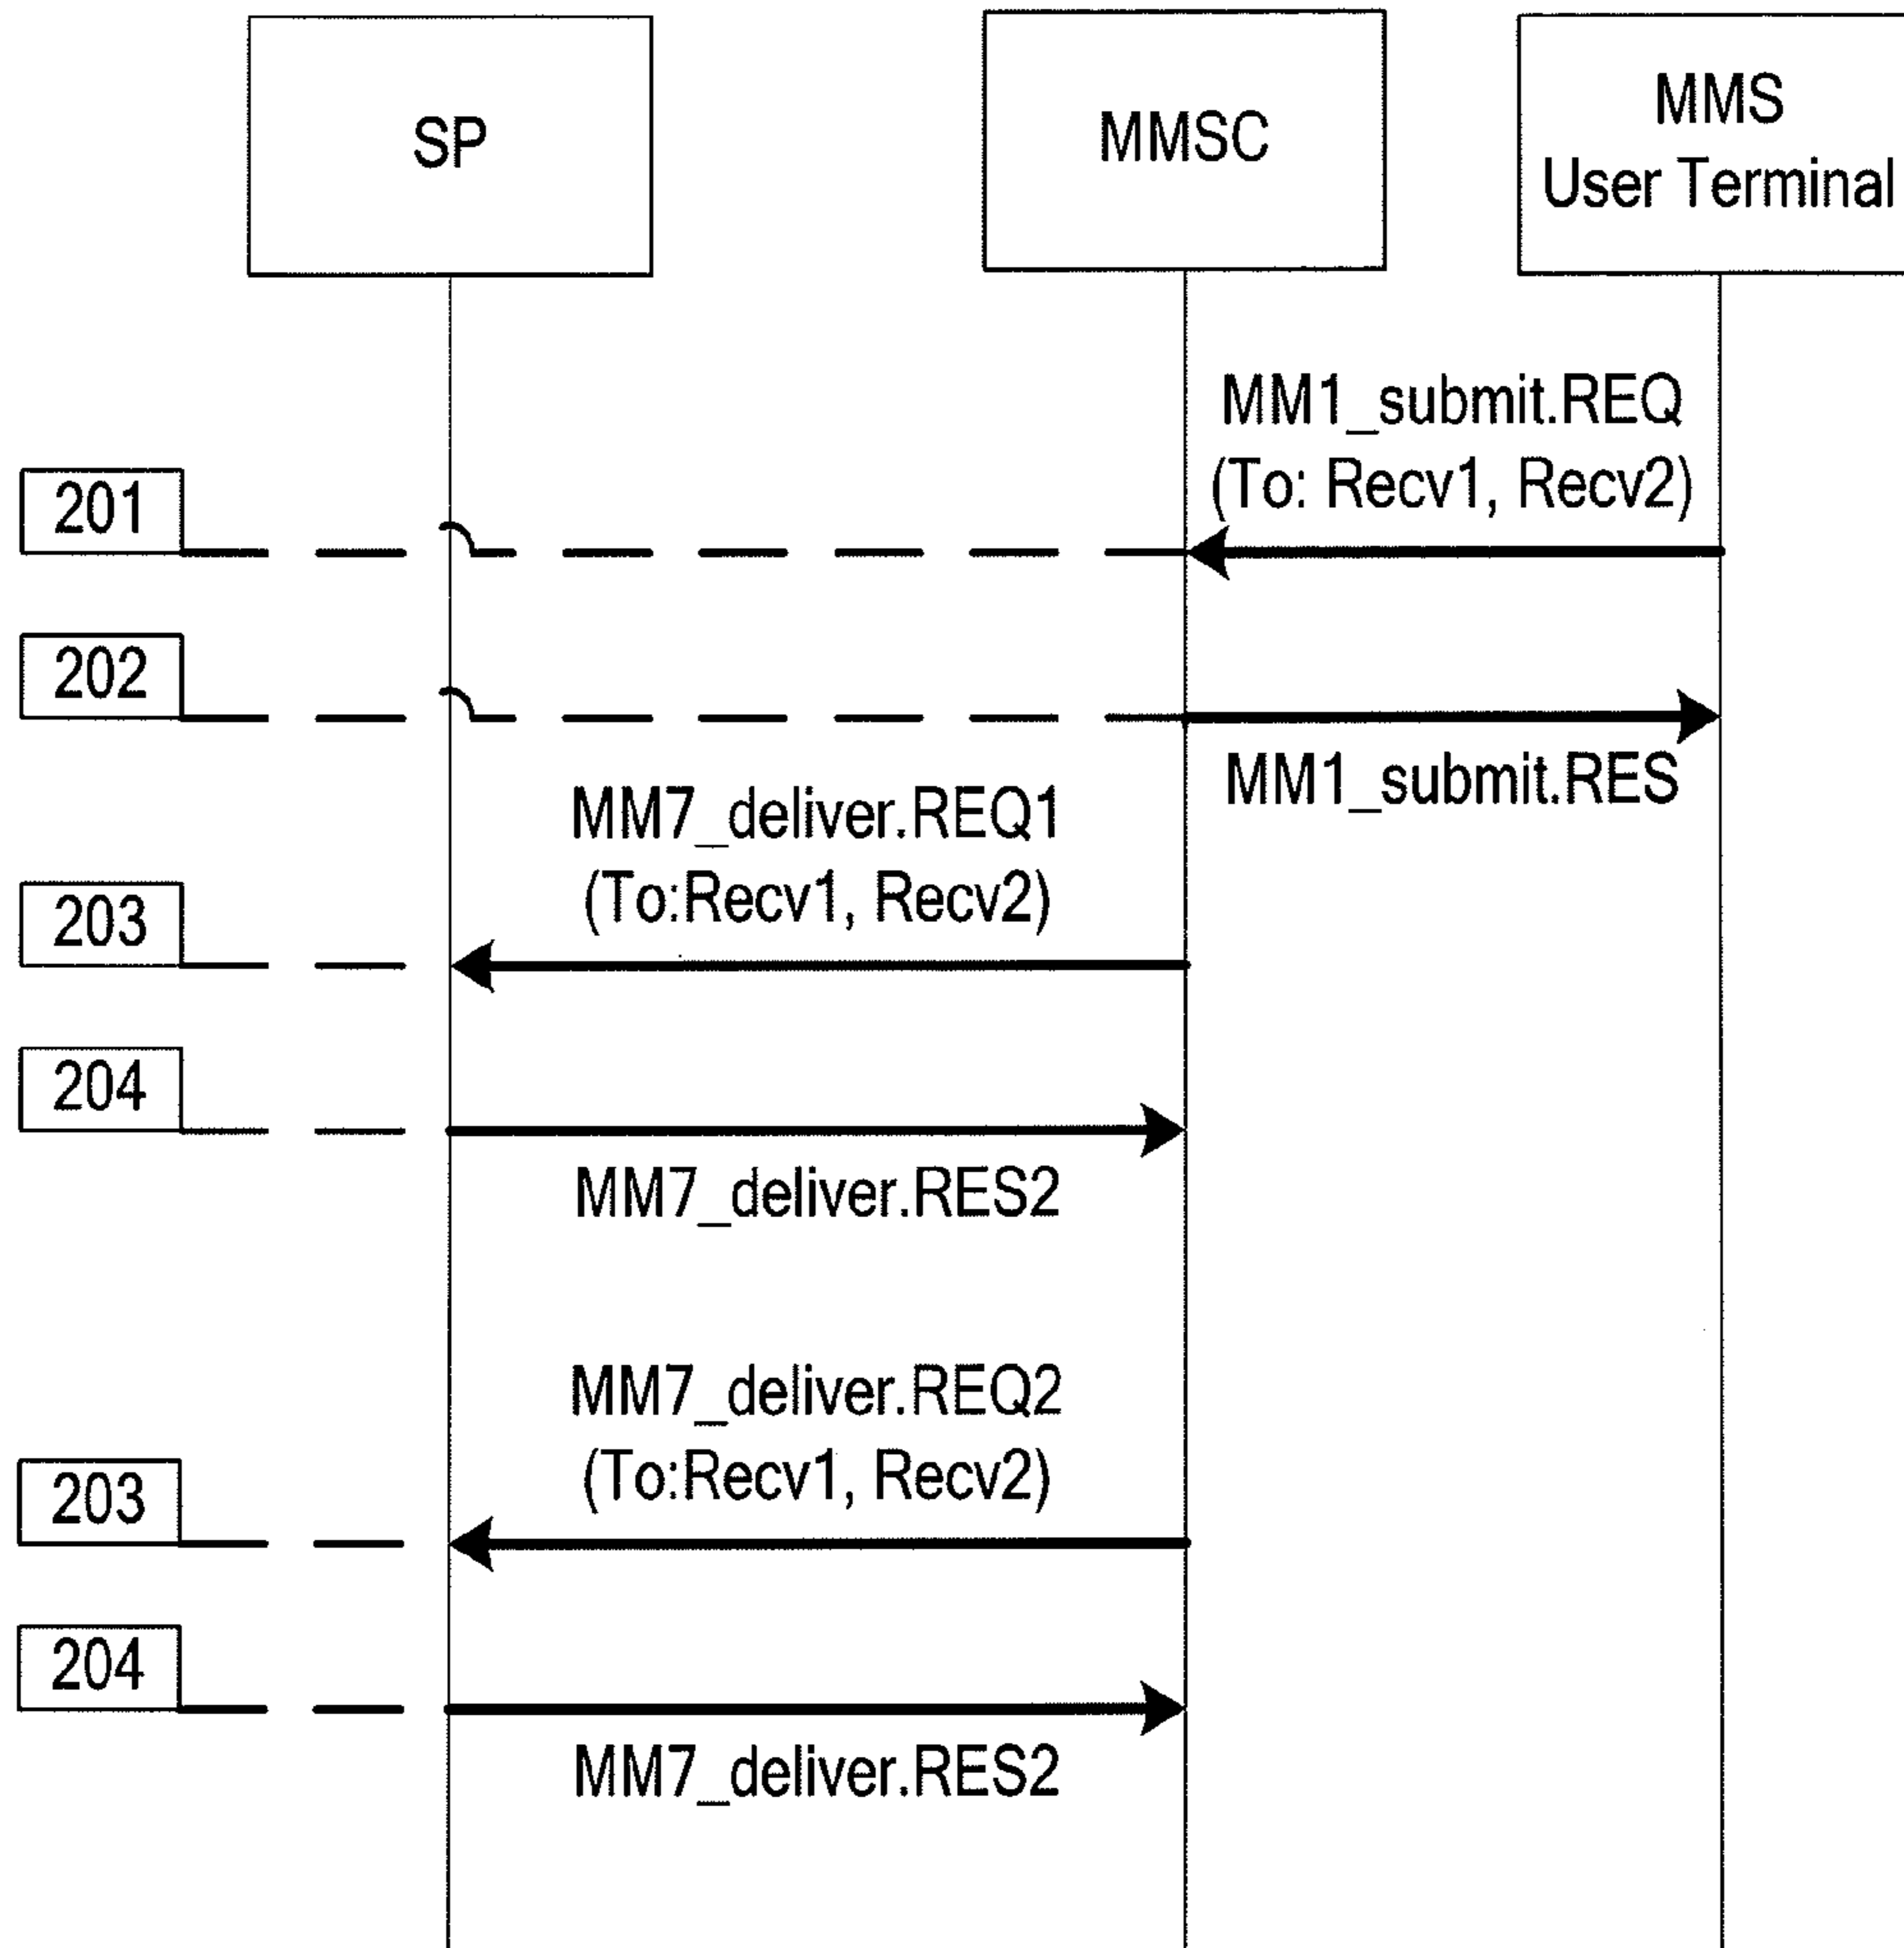 SP
MMSC
MMS
User Terminal
MM1_submit.REQ
(To: Recv1, Recv2)
201
202
MM1_submit.RES
MM7_deliver.REQ1
(To:Recv1, Recv2)
203
204
MM7_deliver.RES2
MM7_deliver.REQ2
(To:Recv1, Recv2)
203
204
MM7_deliver.RES2